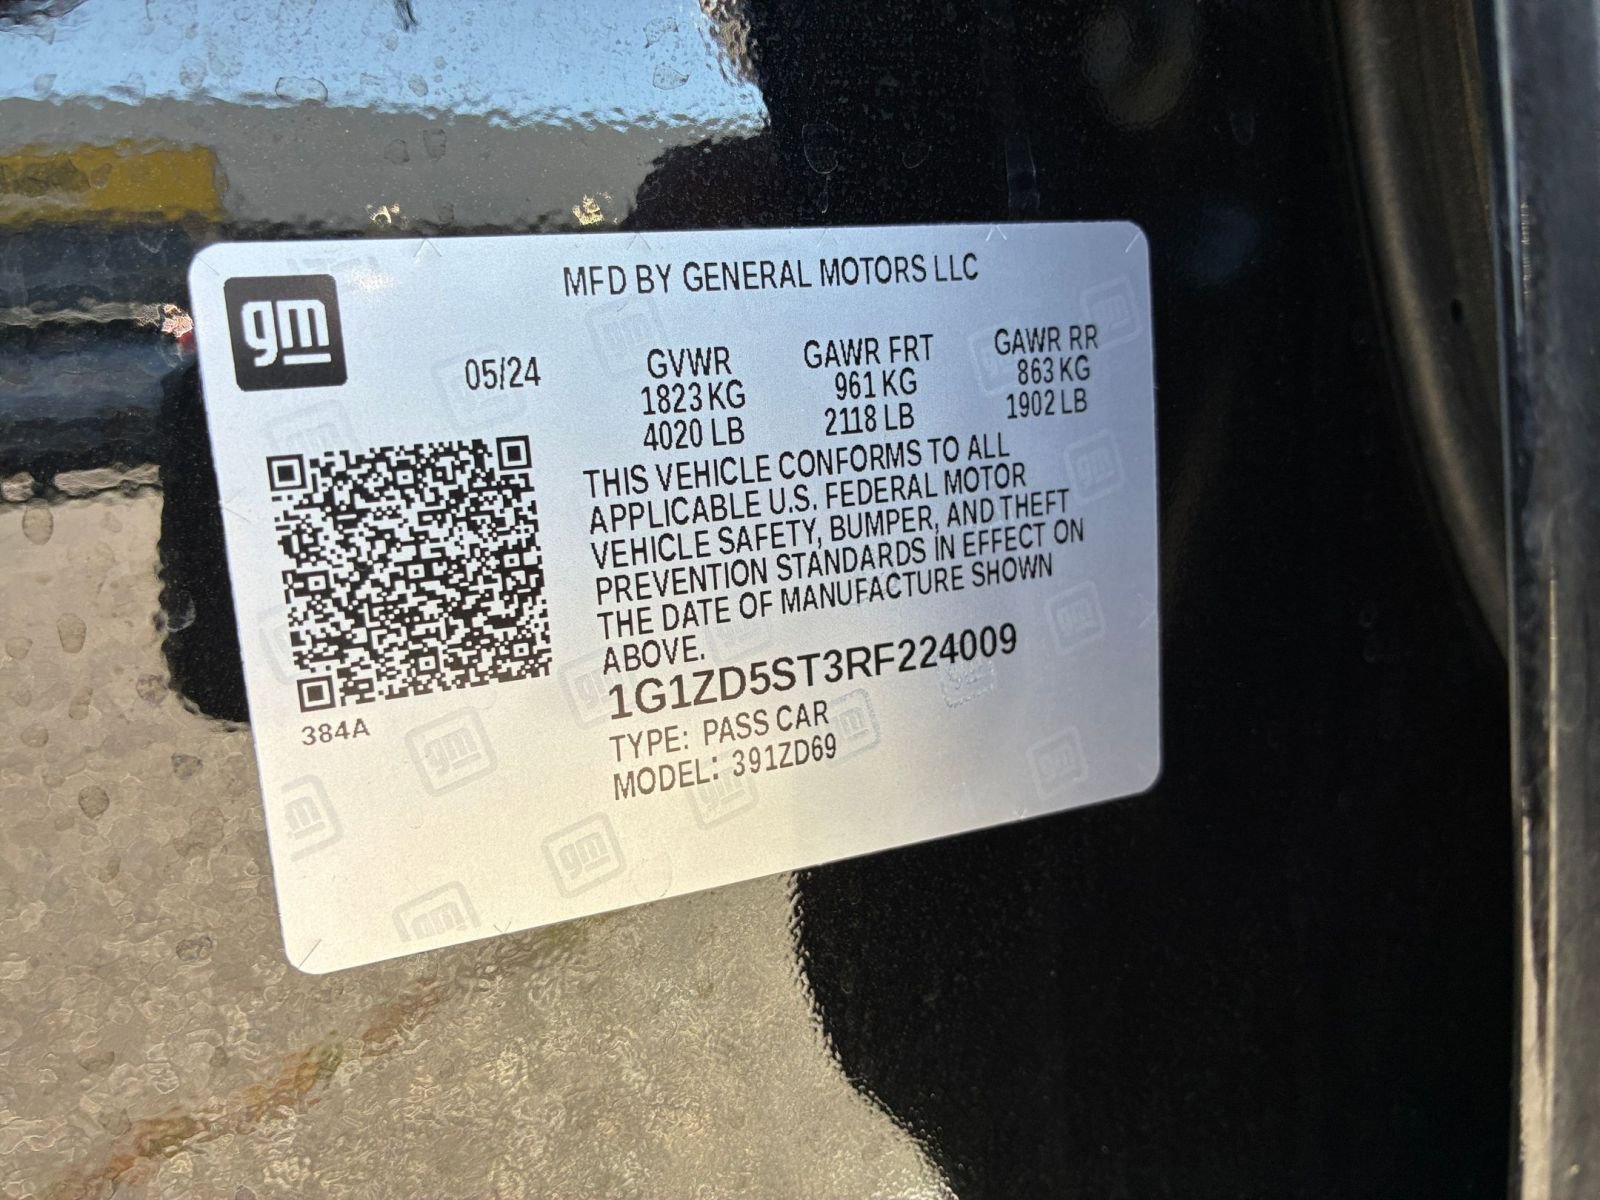 gm
MFD BY GENERAL MOTORS LLC
05/24
GVWR
1823 KG
4020 LB
GAWR FRT
961 KG
2118 LB
GAWR RR
863 KG
1902 LB
THIS VEHICLE CONFORMS TO ALL
APPLICABLE U.S. FEDERAL MOTOR
VEHICLE SAFETY, BUMPER, AND THEFT
PREVENTION STANDARDS IN EFFECT ON
THE DATE OF MANUFACTURE SHOWN
ABOVE.
1G1ZD5ST3RF224009
TYPE: PASS CAR
MODEL: 391ZD69
384A